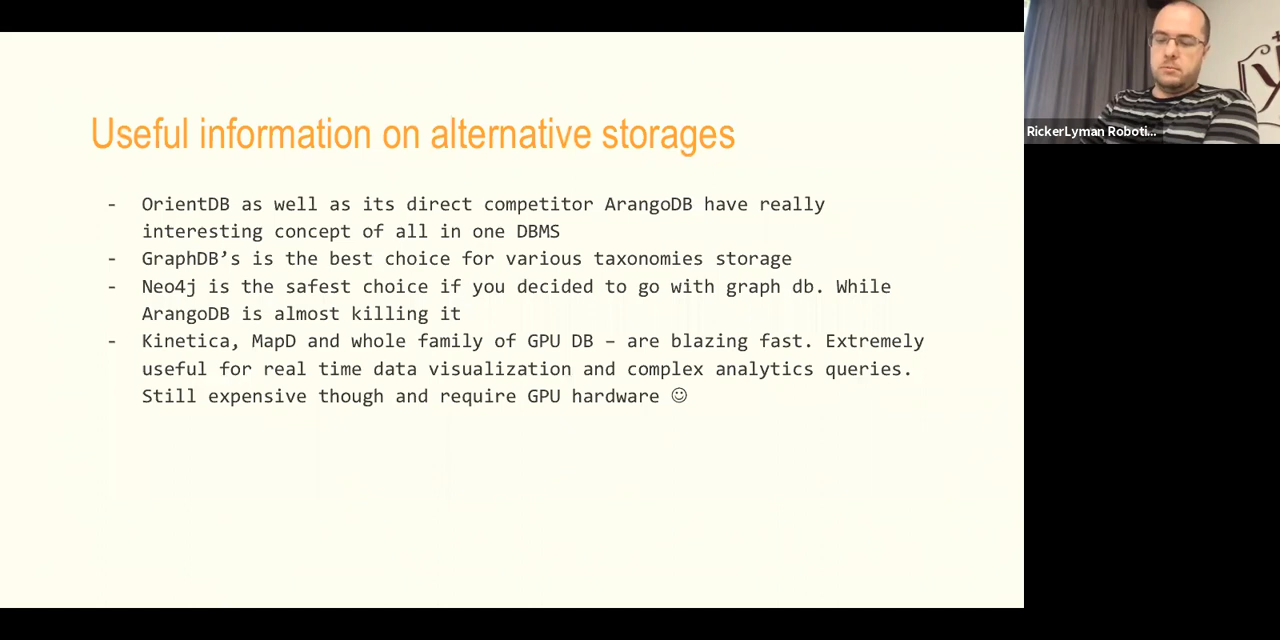 Useful information on alternative storages
- OrientDB as well as its direct competitor ArangoDB have really
interesting concept of all in one DBMS
- GraphDB’s is the best choice for various taxonomies storage
- Neo4j is the safest choice if you decided to go with graph db. While
ArangoDB is almost killing it
- Kinetica, MapD and whole family of GPU DB – are blazing fast. Extremely
useful for real time data visualization and complex analytics queries.
Still expensive though and require GPU hardware ☺
RickerLyman Roboti...